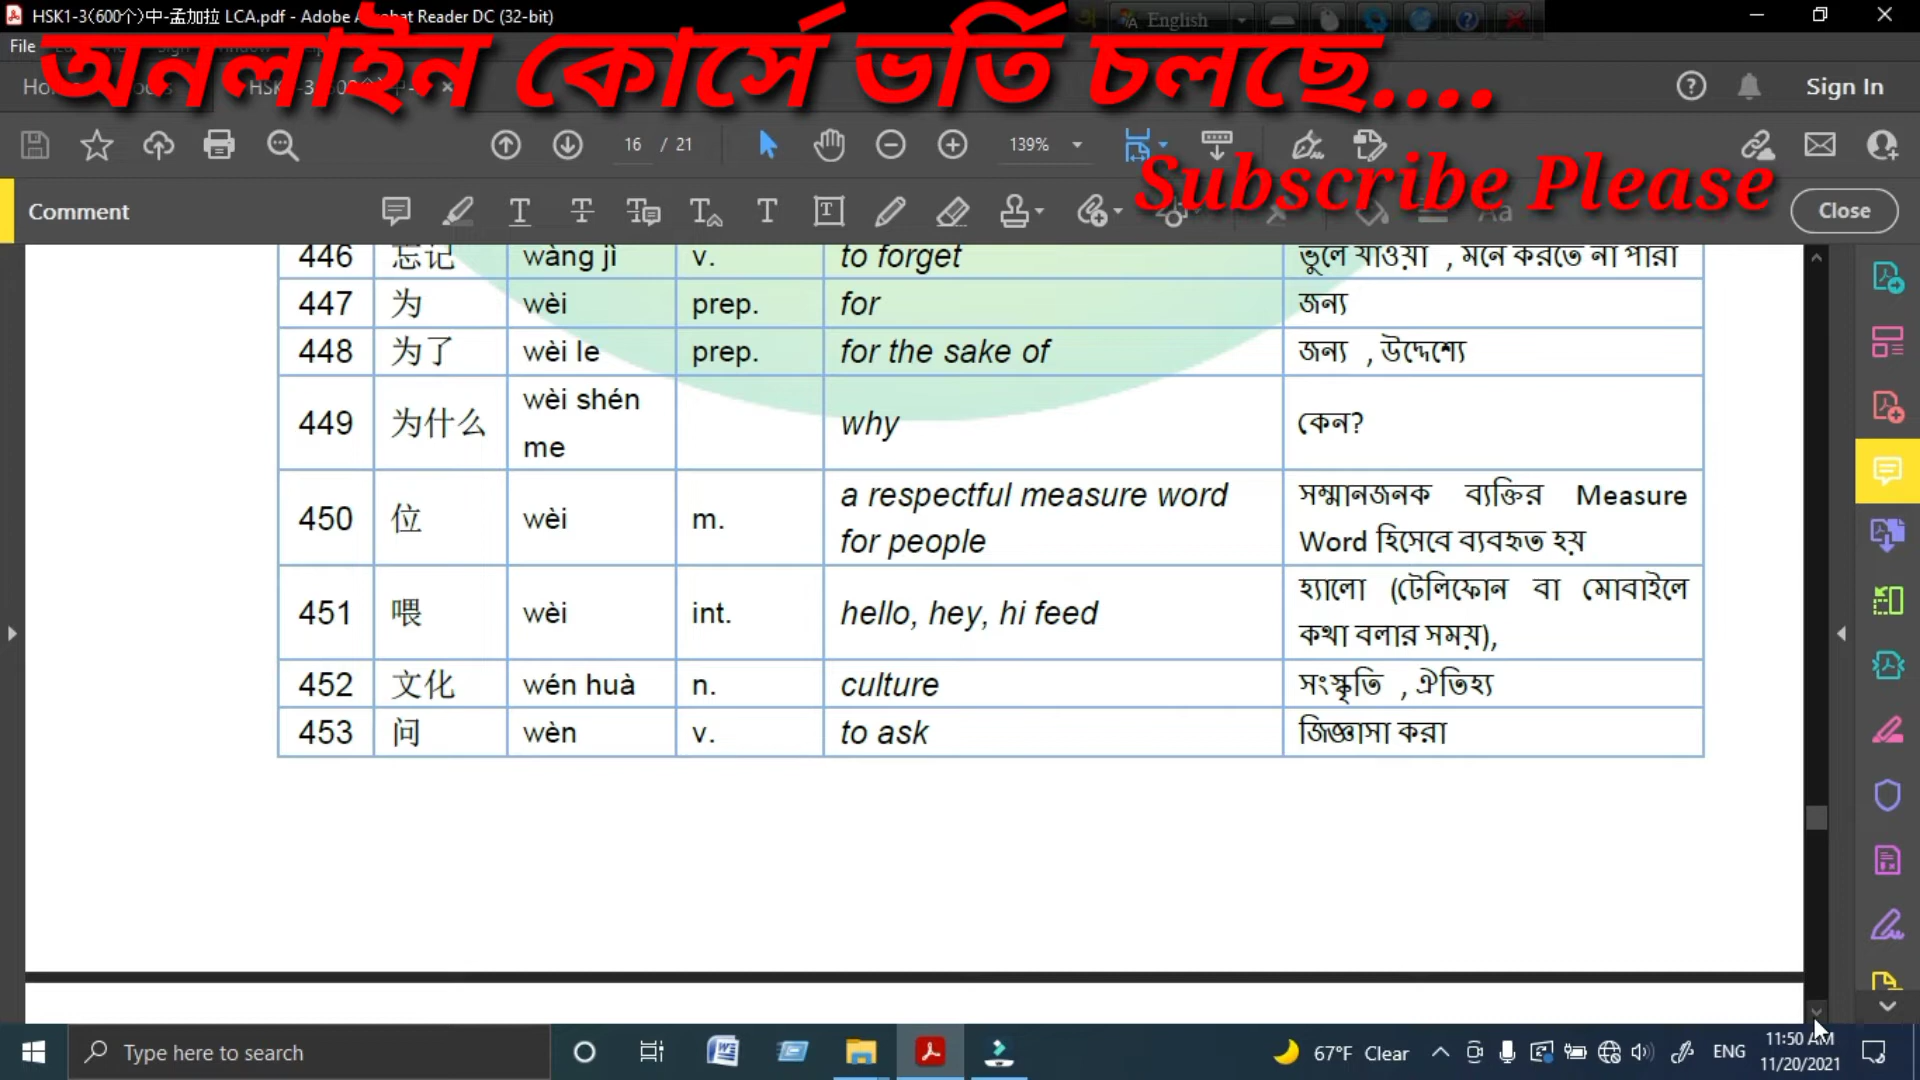 HSK1-3(600个)中-孟加拉 LCA.pdf - Adobe Acrobat Reader DC (32-bit)
English
অনলাইন কোর্সে ভর্তি চলছে....
File
Sign In
16 / 21
139%
Subscribe Please
Comment
Close
446 忘记 wàng jì v. to forget ভুলে যাওয়া , মনে করতে না পারা
447 为 wèi prep. for জন্য
448 为了 wèi le prep. for the sake of জন্য , উদ্দেশ্যে
449 为什么 wèi shén me why কেন?
450 位 wèi m. a respectful measure word for people সম্মানজনক ব্যক্তির Measure Word হিসেবে ব্যবহৃত হয়
451 喂 wèi int. hello, hey, hi feed হ্যালো (টেলিফোন বা মোবাইলে কথা বলার সময়),
452 文化 wén huà n. culture সংস্কৃতি , ঐতিহ্য
453 问 wèn v. to ask জিজ্ঞাসা করা
Type here to search
67°F Clear
ENG
11:50 AM
11/20/2021